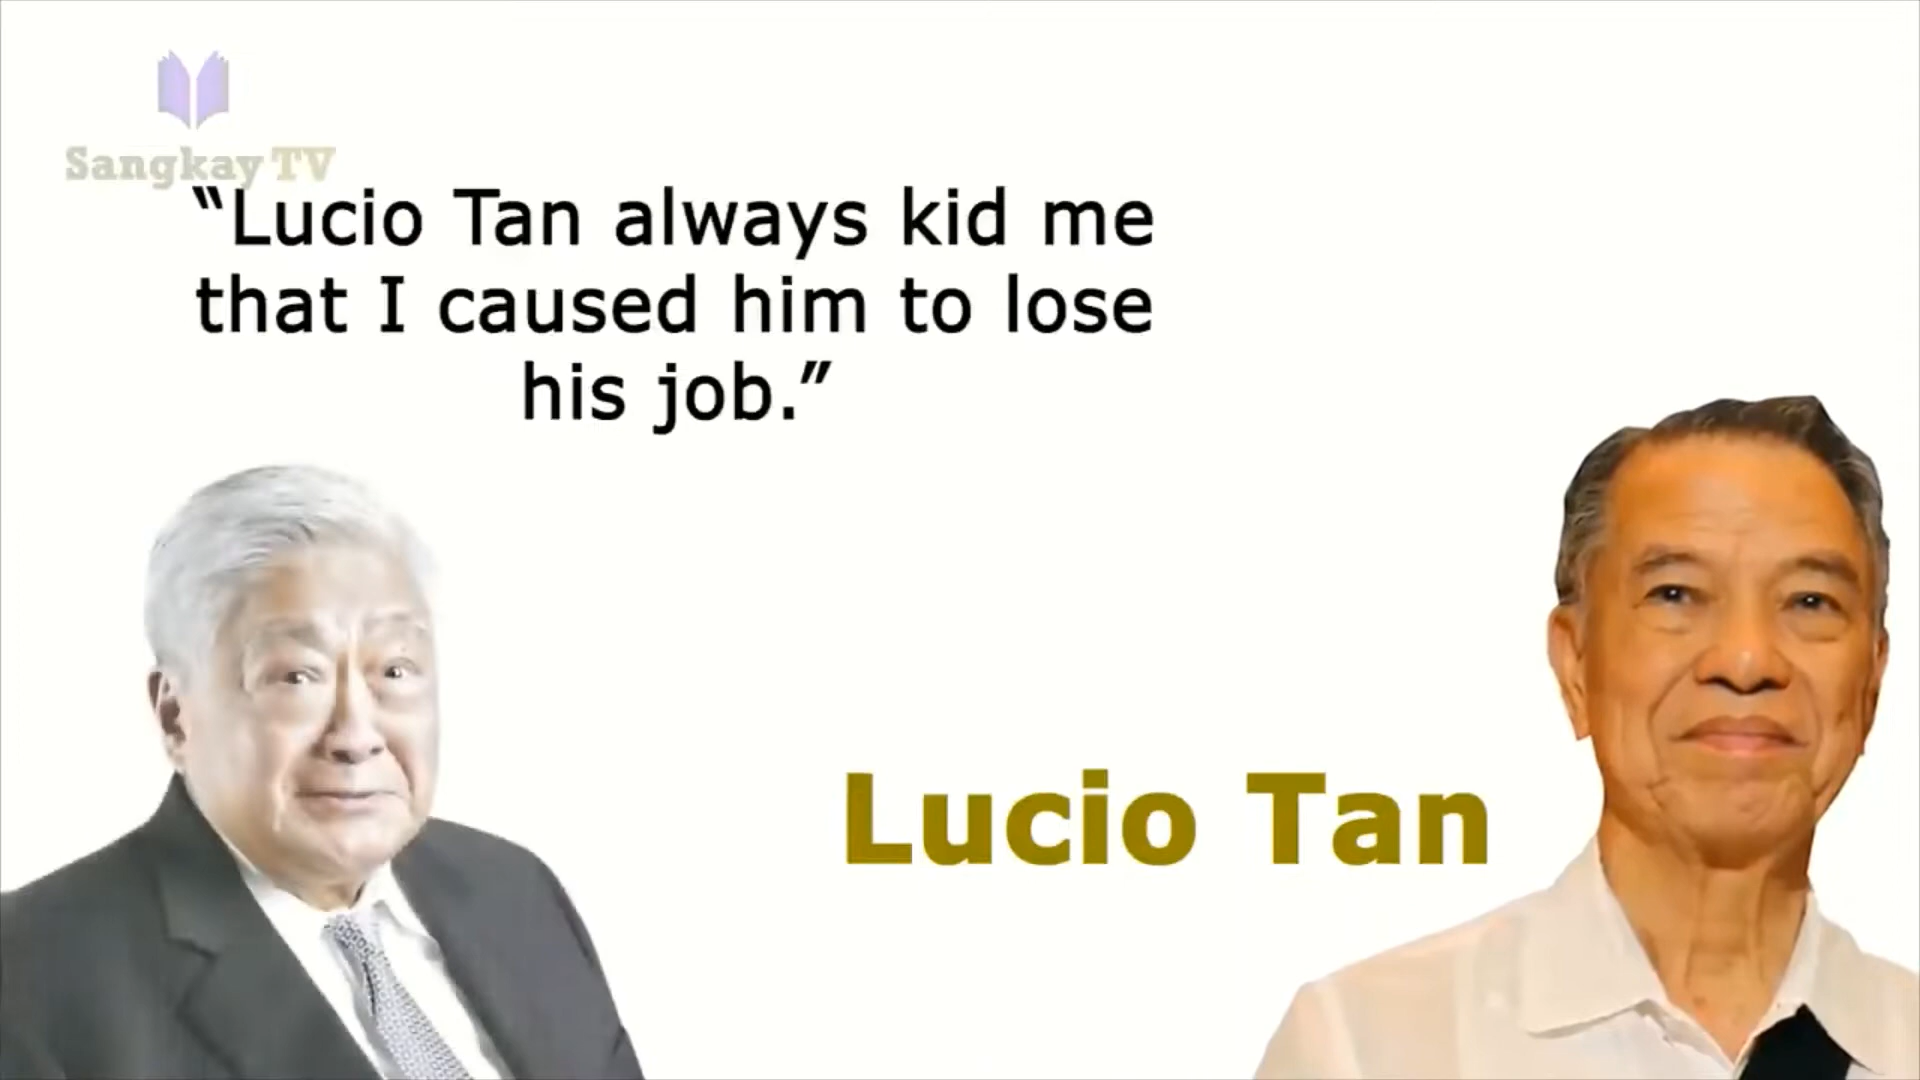 Sangkay TV
“Lucio Tan always kid me
that I caused him to lose
his job.”
Lucio Tan